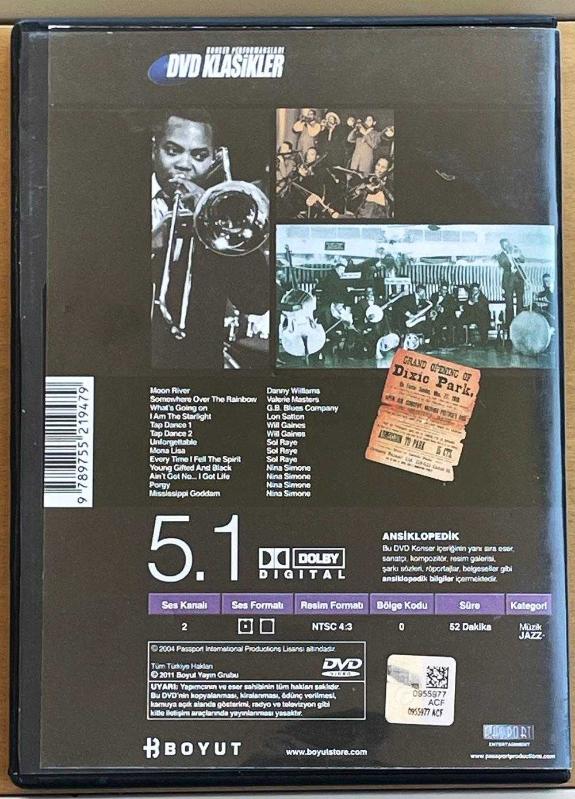 KONSER PERFORMANSLARI
DVD KLASİKLER
Moon River Danny Williams
Somewhere Over The Rainbow Valerie Masters
What's Going on G.B. Blues Company
I Am The Starlight Lon Satton
Tap Dance 1 Will Gaines
Tap Dance 2 Will Gaines
Unforgettable Sol Raye
Mona Lisa Sol Raye
Every Time I Fell The Spirit Sol Raye
Young Gifted And Black Nina Simone
Ain't Got No... I Got Life Nina Simone
Porgy Nina Simone
Mississippi Goddam Nina Simone
GRAND OPENING OF
Dixie Park,
ADMISSION TO PARK 15 CTS.
9 789755 219479
5.1
DOLBY
DIGITAL
ANSİKLOPEDİK
Bu DVD Konser içeriğinin yanı sıra eser,
sanatçı, kompozitör, resim galerisi,
şarkı sözleri, röportajlar, belgeseller gibi
ansiklopedik bilgiler içermektedir.
Ses Kanalı Ses Formatı Resim Formatı Bölge Kodu Süre Kategori
2 NTSC 4:3 0 52 Dakika Müzik
JAZZ-
© 2004 Passport International Productions Lisansı altındadır.
Tüm Türkiye Hakları
© 2011 Boyut Yayın Grubu
DVD
VIDEO
UYARI: Yapımcının ve eser sahibinin tüm hakları saklıdır.
Bu DVD'nin kopyalanması, kiralanması, ödünç verilmesi,
kamuya açık alanda gösterimi, radyo ve televizyon gibi
kitle iletişim araçlarında yayınlanması yasaktır.
0955977
ACF
0955977 ACF
BOYUT
www.boyutstore.com
PASSPORT
ENTERTAINMENT
www.passportproductions.com